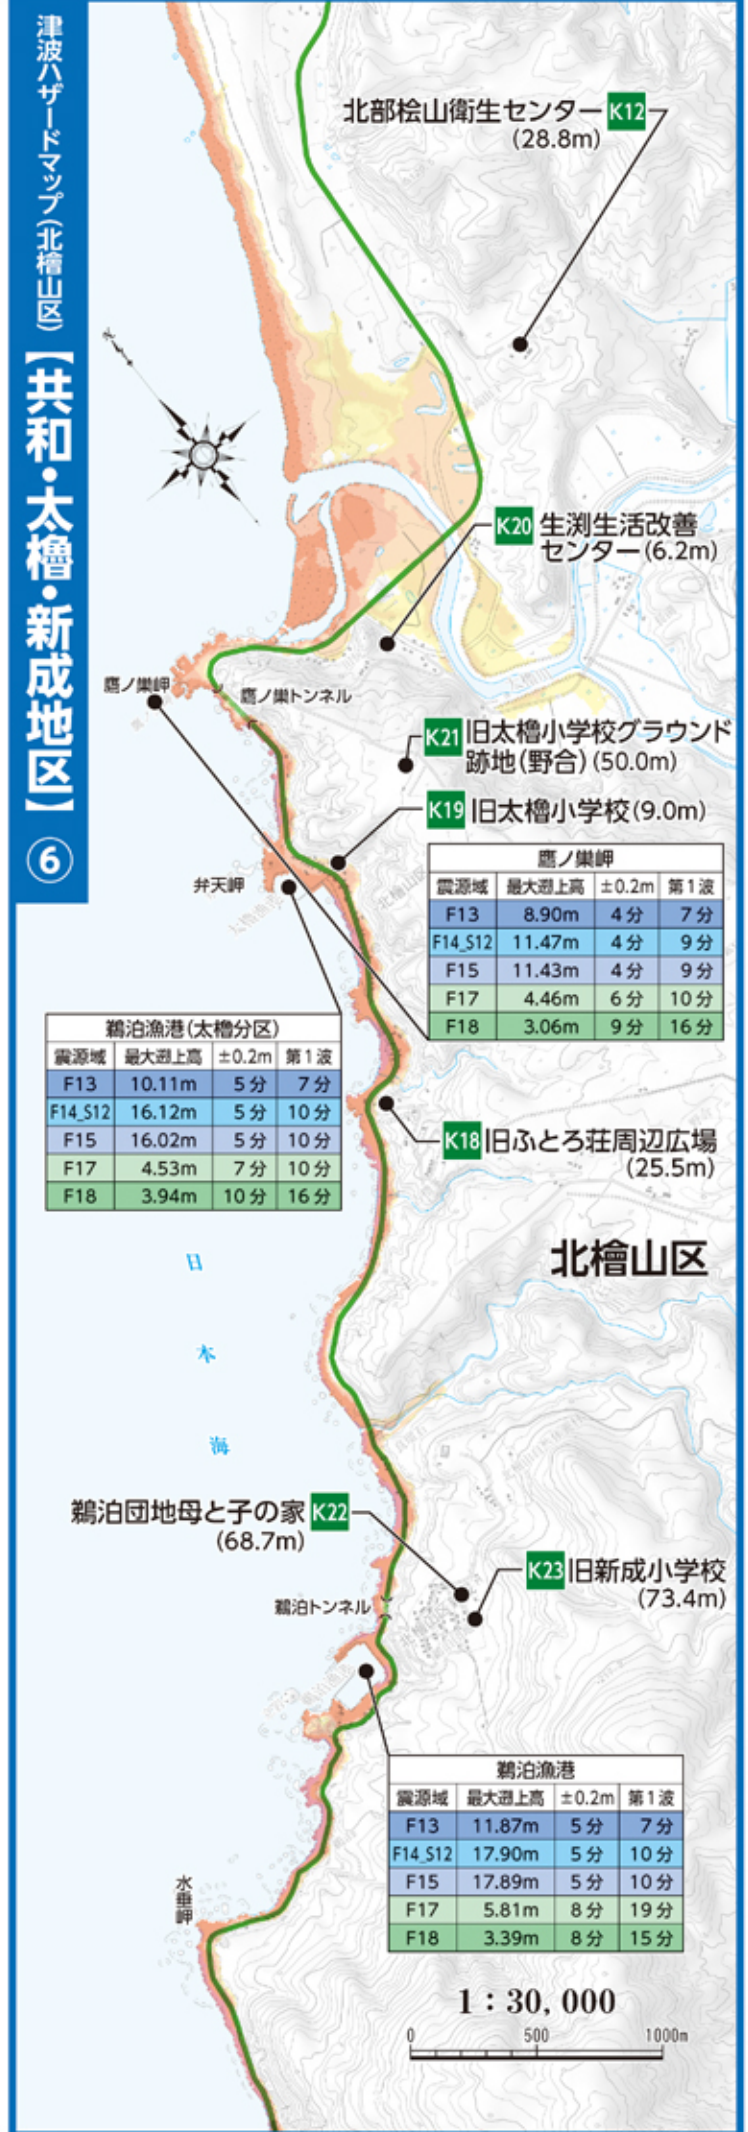 津波ハザードマップ(北檜山区)【共和・太櫓・新成地区】⑥
北部桧山衛生センター K12
(28.8m)
K20 生渕生活改善
センター(6.2m)
鷹ノ巣岬
鷹ノ巣トンネル
K21 旧太櫓小学校グラウンド
跡地(野合)(50.0m)
K19 旧太櫓小学校(9.0m)
弁天岬
鷹ノ巣岬
震源域 最大遡上高 ±0.2m 第1波
F13 8.90m 4分 7分
F14_S12 11.47m 4分 9分
F15 11.43m 4分 9分
F17 4.46m 6分 10分
F18 3.06m 9分 16分
鵜泊漁港(太櫓分区)
震源域 最大遡上高 ±0.2m 第1波
F13 10.11m 5分 7分
F14_S12 16.12m 5分 10分
F15 16.02m 5分 10分
F17 4.53m 7分 10分
F18 3.94m 10分 16分
K18 旧ふとろ荘周辺広場
(25.5m)
北檜山区
日本海
鵜泊団地母と子の家 K22
(68.7m)
K23 旧新成小学校
(73.4m)
鵜泊トンネル
鵜泊漁港
震源域 最大遡上高 ±0.2m 第1波
F13 11.87m 5分 7分
F14_S12 17.90m 5分 10分
F15 17.89m 5分 10分
F17 5.81m 8分 19分
F18 3.39m 8分 15分
水垂岬
1:30,000
0 500 1000m